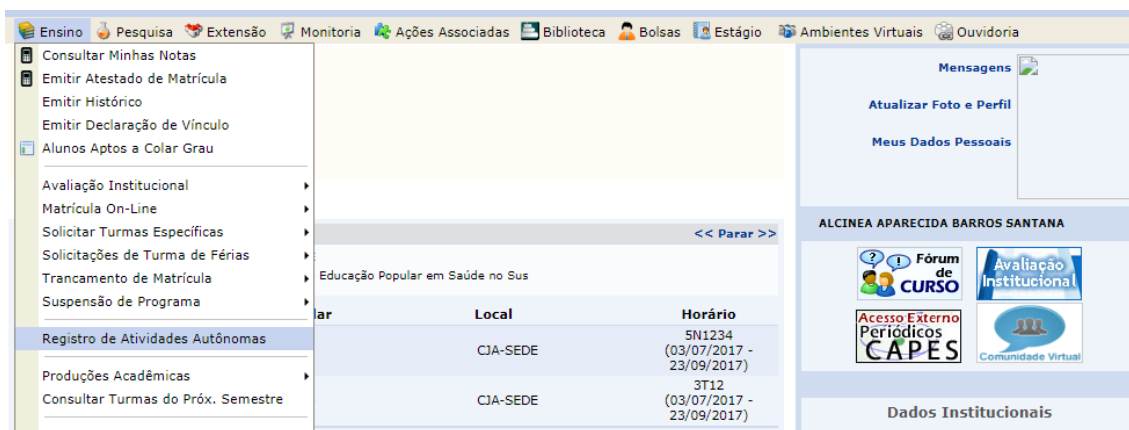 Ensino Pesquisa Extensão Monitoria Ações Associadas Biblioteca Bolsas Estágio Ambientes Virtuais Ouvidoria
Consultar Minhas Notas
Emitir Atestado de Matrícula
Emitir Histórico
Emitir Declaração de Vínculo
Alunos Aptos a Colar Grau
Avaliação Institucional
Matrícula On-Line
Solicitar Turmas Específicas
Solicitações de Turma de Férias
Trancamento de Matrícula
Suspensão de Programa
Registro de Atividades Autônomas
Produções Acadêmicas
Consultar Turmas do Próx. Semestre
<< Parar >>
Educação Popular em Saúde no Sus
lar Local Horário
CJA-SEDE
5N1234
(03/07/2017 -
23/09/2017)
CJA-SEDE
3T12
(03/07/2017 -
23/09/2017)
Mensagens
Atualizar Foto e Perfil
Meus Dados Pessoais
ALCINEA APARECIDA BARROS SANTANA
Fórum
de
CURSO
Avaliação
Institucional
Acesso Externo
Periódicos
CAPES
Comunidade Virtual
Dados Institucionais